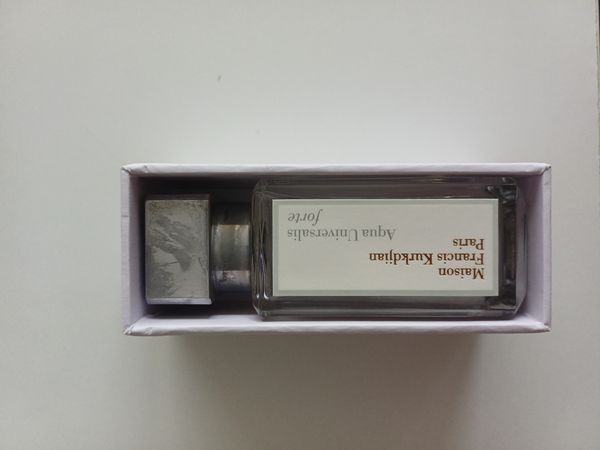 Maison
Francis Kurkdjian
Paris
Aqua Universalis
forte